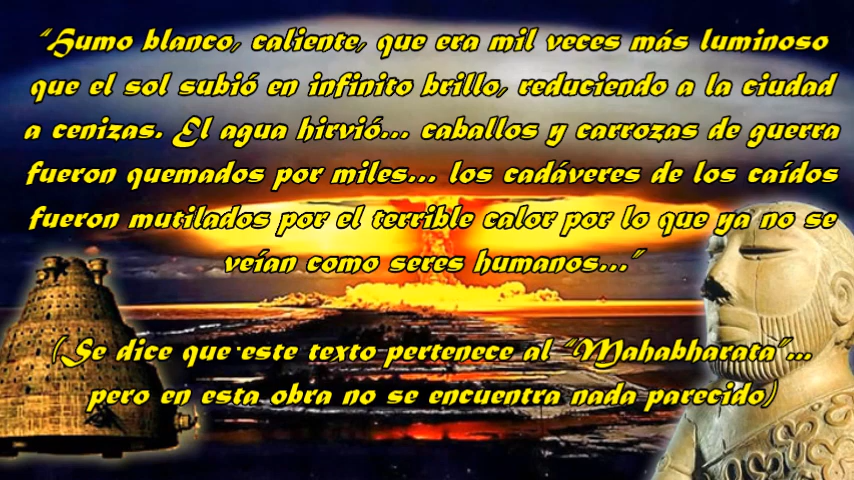 “Humo blanco, caliente, que era mil veces más luminoso
que el sol subió en infinito brillo, reduciendo a la ciudad
a cenizas. El agua hirvió... caballos y carrozas de guerra
fueron quemados por miles... los cadáveres de los caídos
fueron mutilados por el terrible calor por lo que ya no se
veían como seres humanos...”
(Se dice que este texto pertenece al “Mahabharata”...
pero en esta obra no se encuentra nada parecido)